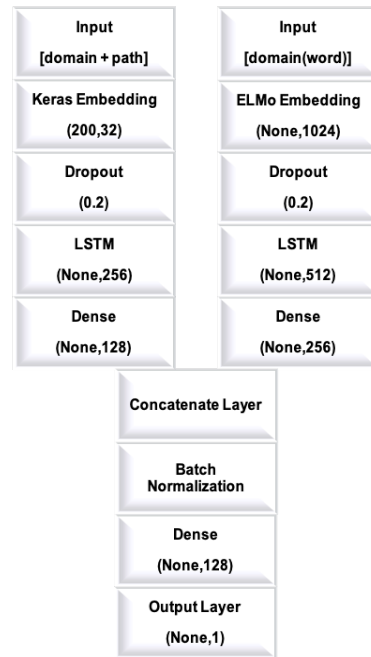 Input
[domain + path]
Keras Embedding
(200,32)
Dropout
(0.2)
LSTM
(None,256)
Dense
(None,128)
Input
[domain(word)]
ELMo Embedding
(None,1024)
Dropout
(0.2)
LSTM
(None,512)
Dense
(None,256)
Concatenate Layer
Batch
Normalization
Dense
(None,128)
Output Layer
(None,1)